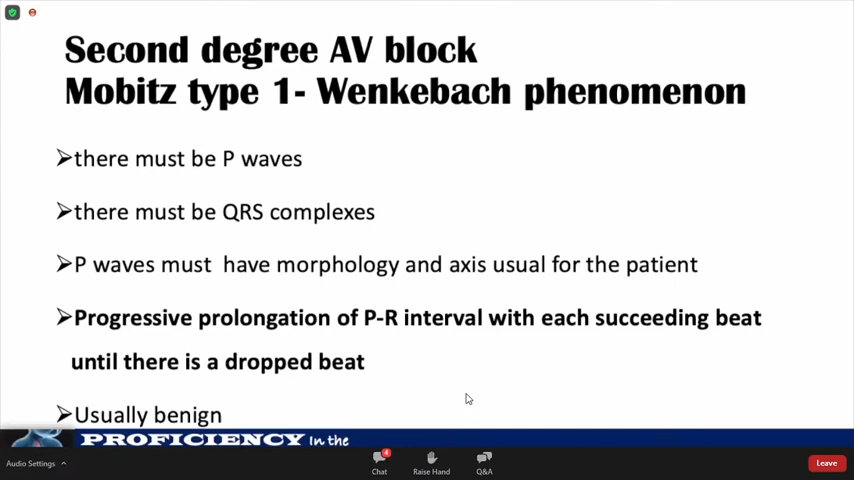 Second degree AV block
Mobitz type 1- Wenkebach phenomenon
➢there must be P waves
➢there must be QRS complexes
➢P waves must have morphology and axis usual for the patient
➢Progressive prolongation of P-R interval with each succeeding beat
until there is a dropped beat
➢Usually benign
PROFICIENCY In the
Audio Settings
4
Chat
Raise Hand
Q&A
Leave